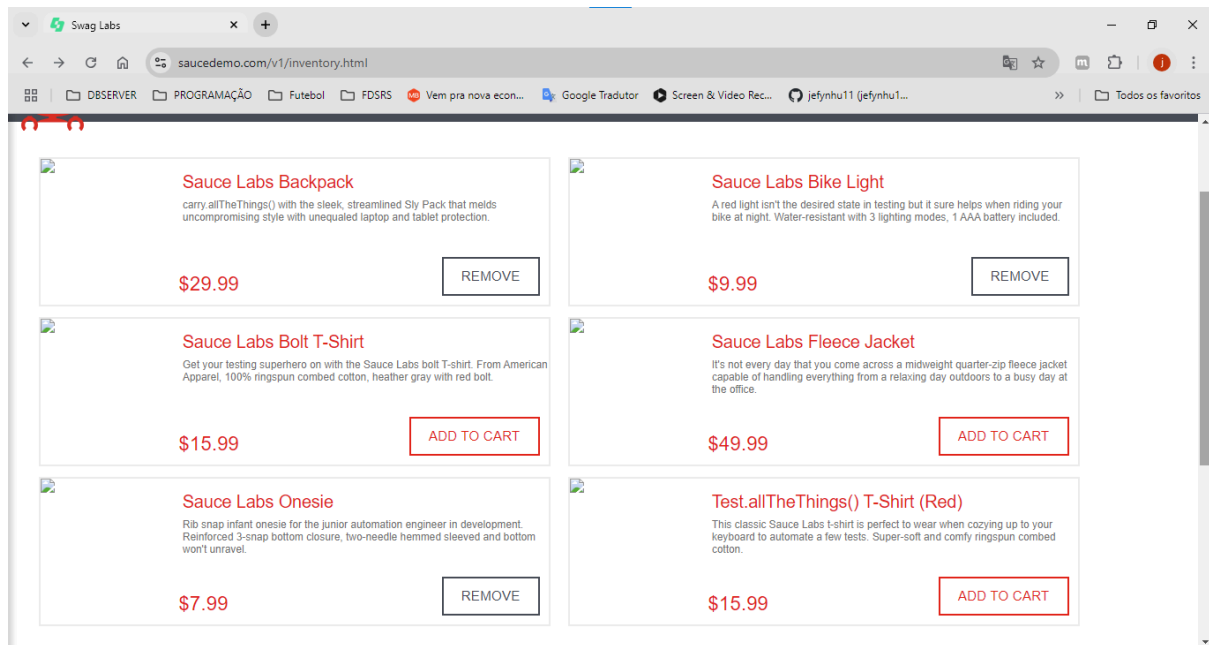 Swag Labs
saucedemo.com/v1/inventory.html
DBSERVER PROGRAMAÇÃO Futebol FDSRS Vem pra nova econ... Google Tradutor Screen & Video Rec... jefynhu11 (jefynhu1... Todos os favoritos
Sauce Labs Backpack
carry.allTheThings() with the sleek, streamlined Sly Pack that melds
uncompromising style with unequaled laptop and tablet protection.
$29.99
REMOVE
Sauce Labs Bike Light
A red light isn't the desired state in testing but it sure helps when riding your
bike at night. Water-resistant with 3 lighting modes, 1 AAA battery included.
$9.99
REMOVE
Sauce Labs Bolt T-Shirt
Get your testing superhero on with the Sauce Labs bolt T-shirt. From American
Apparel, 100% ringspun combed cotton, heather gray with red bolt.
$15.99
ADD TO CART
Sauce Labs Fleece Jacket
It's not every day that you come across a midweight quarter-zip fleece jacket
capable of handling everything from a relaxing day outdoors to a busy day at
the office.
$49.99
ADD TO CART
Sauce Labs Onesie
Rib snap infant onesie for the junior automation engineer in development.
Reinforced 3-snap bottom closure, two-needle hemmed sleeved and bottom
won't unravel.
$7.99
REMOVE
Test.allTheThings() T-Shirt (Red)
This classic Sauce Labs t-shirt is perfect to wear when cozying up to your
keyboard to automate a few tests. Super-soft and comfy ringspun combed
cotton.
$15.99
ADD TO CART